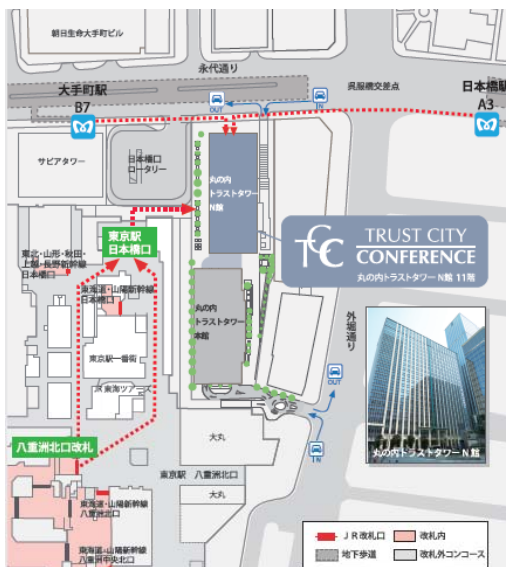 朝日生命大手町ビル
永代通り
大手町駅
B7
呉服橋交差点
日本橋駅
A3
OUT
IN
サピアタワー
日本橋口
ロータリー
丸の内
トラストタワー
N館
東京駅
日本橋口
TCC
TRUST CITY
CONFERENCE
丸の内トラストタワー N館 11階
東北・山形・秋田・
上越・長野新幹線
日本橋口
東海道・山陽新幹線
日本橋口
丸の内
トラストタワー
本館
外堀通り
東京駅一番街
JR東海ツアーズ
OUT
八重洲北口改札
大丸
IN
丸の内トラストタワー N館
東京駅 八重洲北口
東海道・山陽新幹線
八重洲北口
大丸
東海道・山陽新幹線
八重洲中央北口
JR改札口
改札内
地下歩道
改札外コンコース